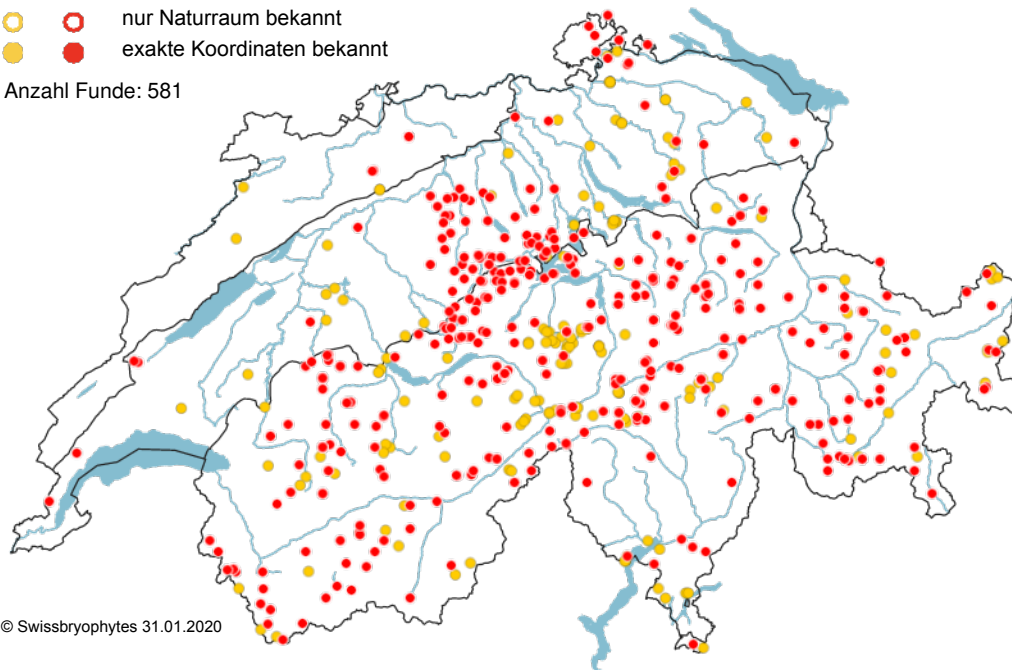 nur Naturraum bekannt
exakte Koordinaten bekannt
Anzahl Funde: 581
© Swissbryophytes 31.01.2020